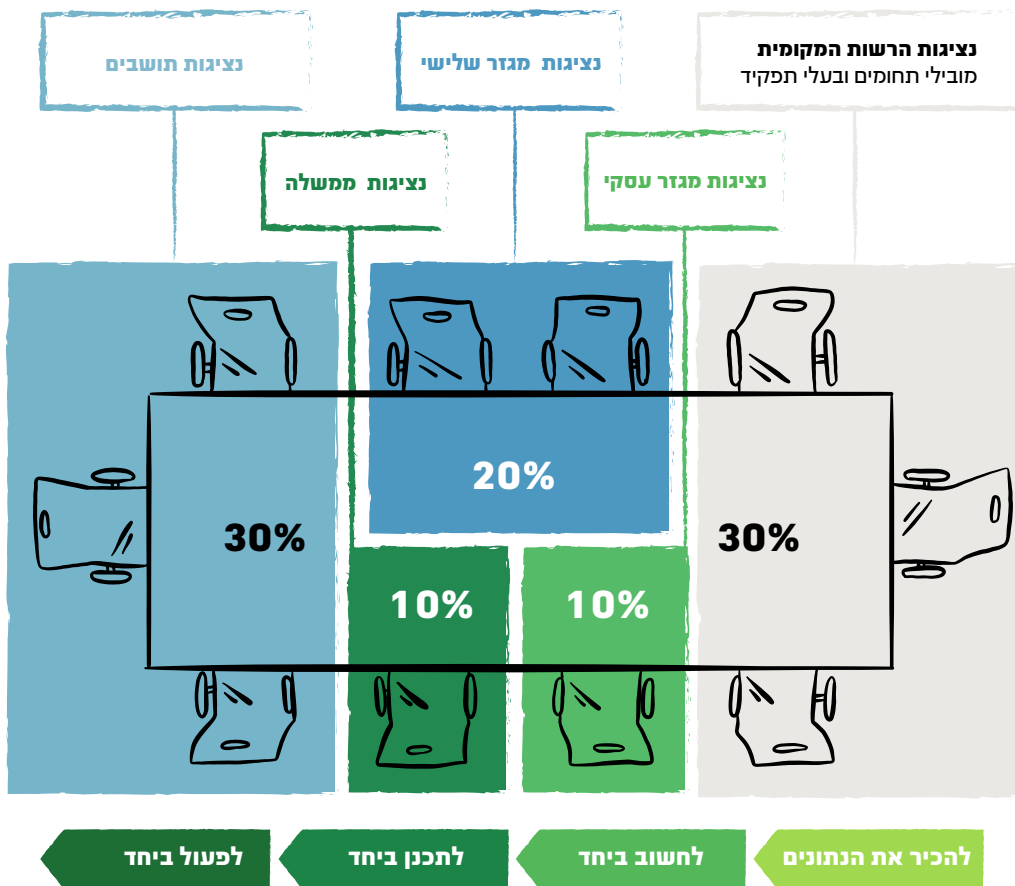 נציגות הרשות המקומית
מובילי תחומים ובעלי תפקיד
נציגות מגזר שלישי
נציגות תושבים
נציגות מגזר עסקי
נציגות ממשלה
20%
30%
30%
10%
10%
להכיר את הנתונים
לחשוב ביחד
לתכנן ביחד
לפעול ביחד